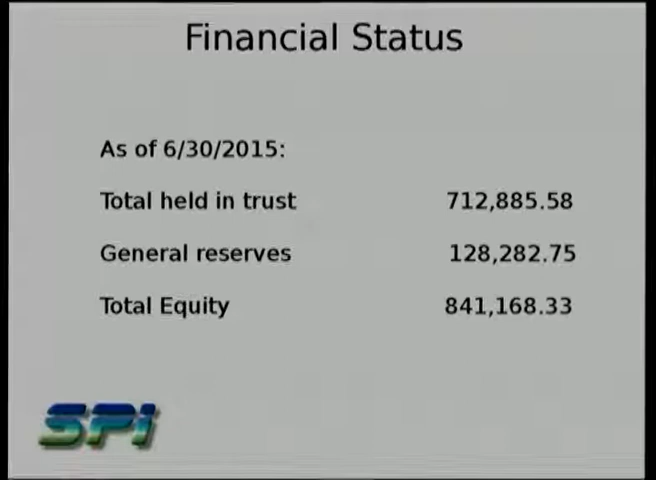 Financial Status
As of 6/30/2015:
Total held in trust 712,885.58
General reserves 128,282.75
Total Equity 841,168.33
SPI